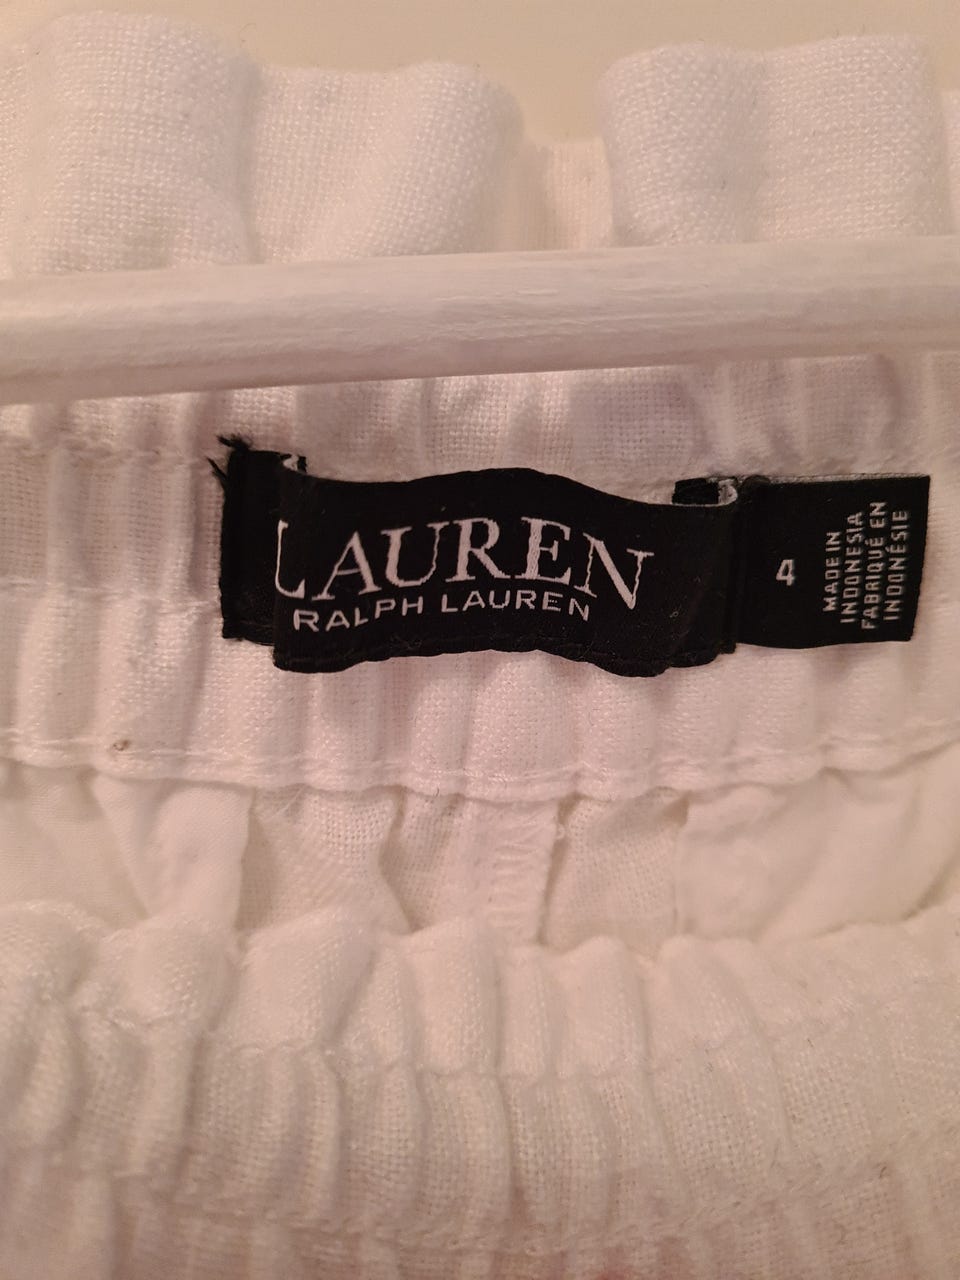 LAUREN
RALPH LAUREN
4
MADE IN
INDONESIA
FABRIQUÉ EN
INDONÉSIE